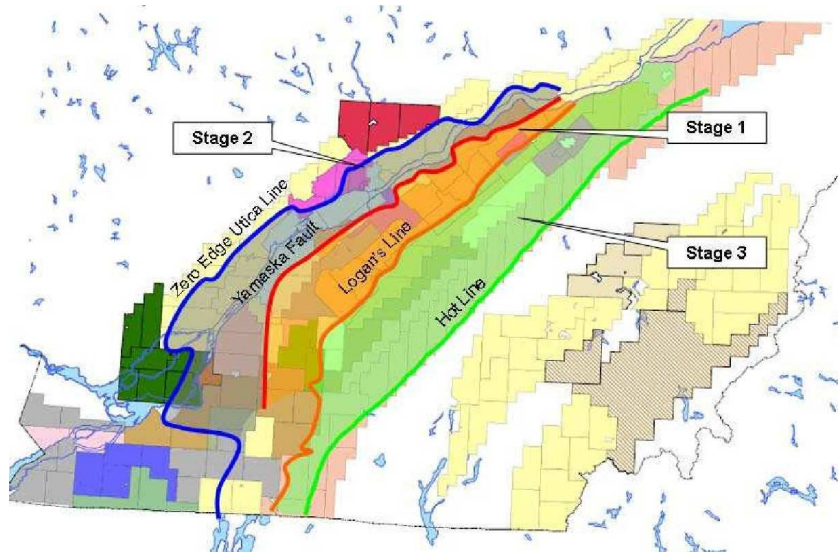 Stage 2
Stage 1
Zero Edge Utica Line
Yamaska Fault
Logan's Line
Stage 3
Hot Line